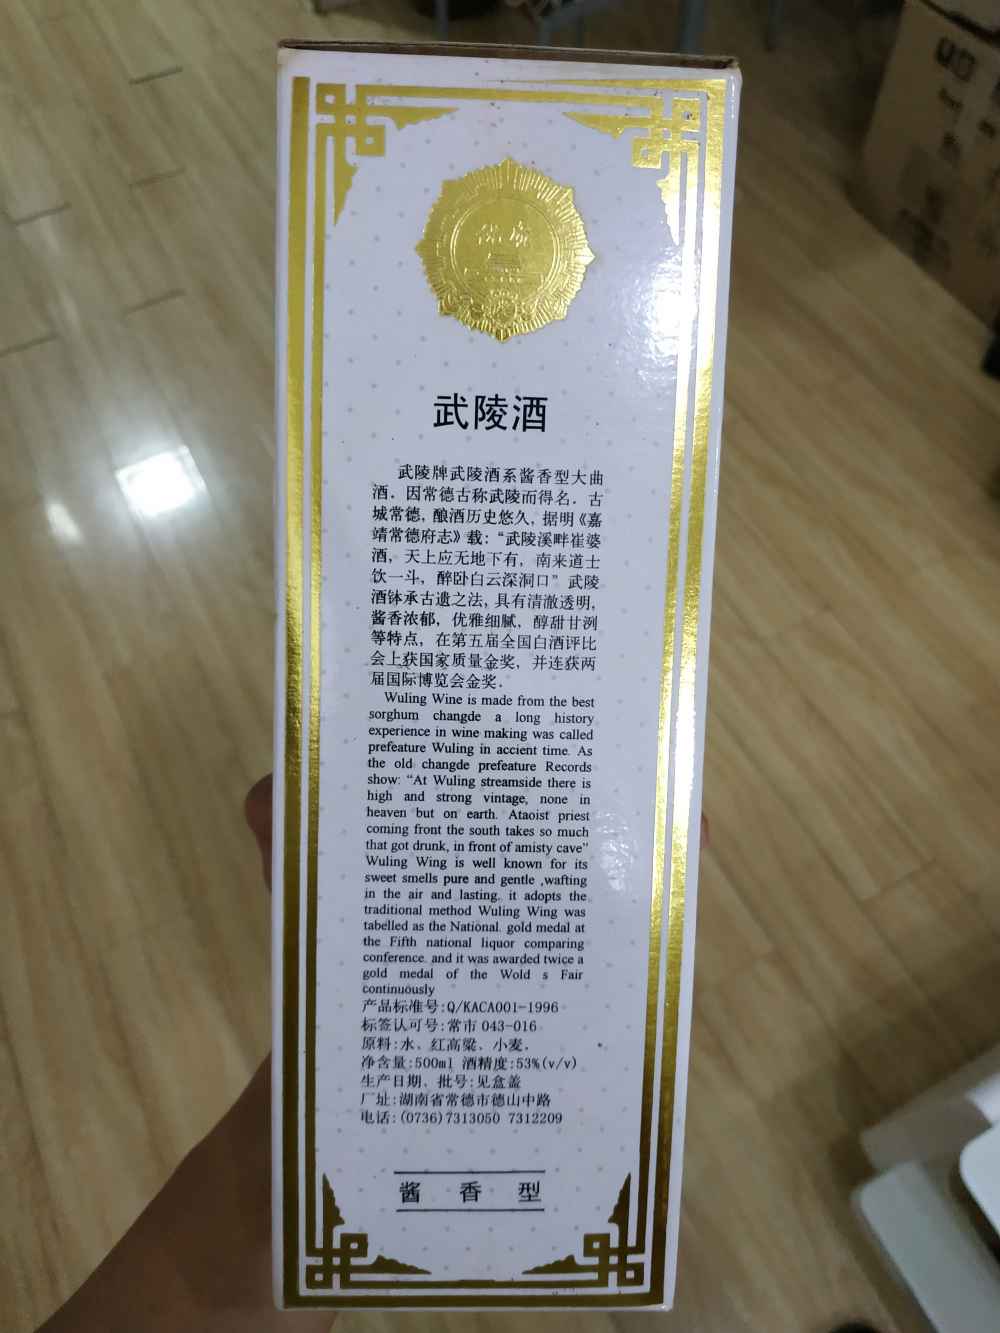 武陵酒
武陵牌武陵酒系酱香型大曲
酒．因常德古称武陵而得名．古
城常德，酿酒历史悠久，据明《嘉
靖常德府志》载：“武陵溪畔崔婆
酒，天上应无地下有，南来道士
饮一斗，醉卧白云深洞口”武陵
酒钵承古遗之法，具有清澈透明，
酱香浓郁，优雅细腻，醇甜甘洌
等特点，在第五届全国白酒评比
会上获国家质量金奖，并连获两
届国际博览会金奖．
Wuling Wine is made from the best
sorghum changde a long history
experience in wine making was called
prefeature Wuling in accient time. As
the old changde prefeature Records
show: “At Wuling streamside there is
high and strong vintage, none in
heaven but on earth. Ataoist priest
coming front the south takes so much
that got drunk, in front of amisty cave”
Wuling Wing is well known for its
sweet smells pure and gentle ,wafting
in the air and lasting. it adopts the
traditional method Wuling Wing was
tabelled as the National. gold medal at
the Fifth national liquor comparing
conference. and it was awarded twice a
gold medal of the Wold s Fair
continuously
产品标准号:Q/KACA001-1996
标签认可号:常市 043-016
原料:水、红高粱、小麦、
净含量:500ml 酒精度:53%(v/v)
生产日期、批号:见盒盖
厂址:湖南省常德市德山中路
电话:(0736)7313050 7312209
酱香型